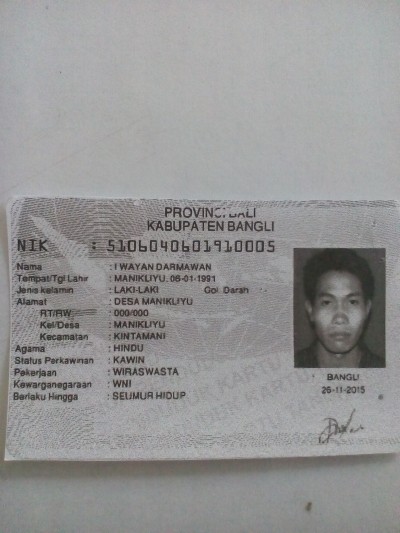 PROVINSI BALI
KABUPATEN BANGLI
NIK : 5106040601910005
Nama : I WAYAN DARMAWAN
Tempat/Tgl Lahir : MANIKLIYU, 06-01-1991
Jenis kelamin : LAKI-LAKI Gol. Darah
Alamat : DESA MANIKLIYU
RT/RW : 000/000
Kel/Desa : MANIKLIYU
Kecamatan : KINTAMANI
Agama : HINDU
Status Perkawinan : KAWIN
Pekerjaan : WIRASWASTA
Kewarganegaraan : WNI
Berlaku Hingga : SEUMUR HIDUP
BANGLI
26-11-2015